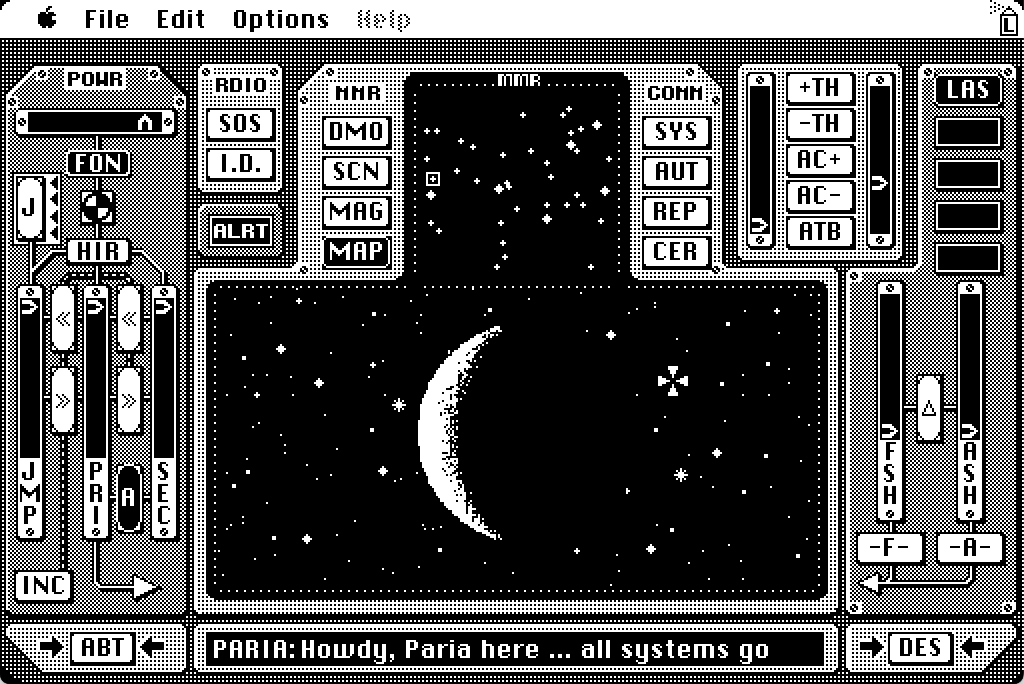 File Edit Options Help
L
POWR
FON
J
HIR
JMP
PRI
A
SEC
INC
RDIO
SOS
I.D.
ALRT
MMR
DMO
SCN
MAG
MAP
MMR
COMM
SYS
AUT
REP
CER
+TH
-TH
AC+
AC-
ATB
LAS
FSH
ASH
-F-
-A-
ABT
PARIA: Howdy, Paria here ... all systems go
DES